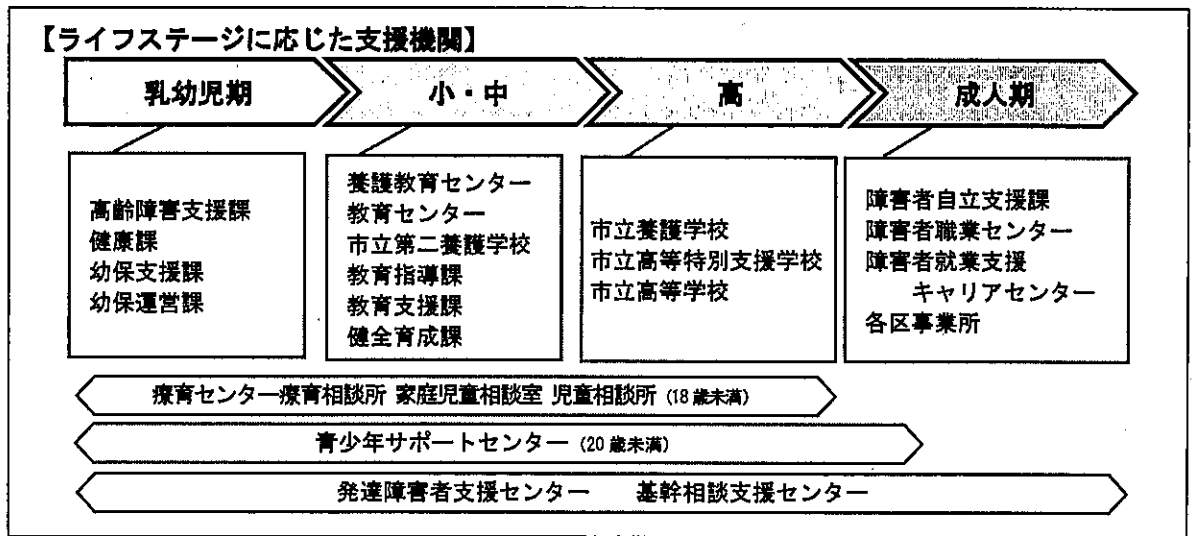 【ライフステージに応じた支援機関】
乳幼児期
小・中
高
成人期
高齢障害支援課
健康課
幼保支援課
幼保運営課
養護教育センター
教育センター
市立第二養護学校
教育指導課
教育支援課
健全育成課
市立養護学校
市立高等特別支援学校
市立高等学校
障害者自立支援課
障害者職業センター
障害者就業支援
キャリアセンター
各区事業所
療育センター療育相談所 家庭児童相談室 児童相談所 (18歳未満)
青少年サポートセンター (20歳未満)
発達障害者支援センター 基幹相談支援センター